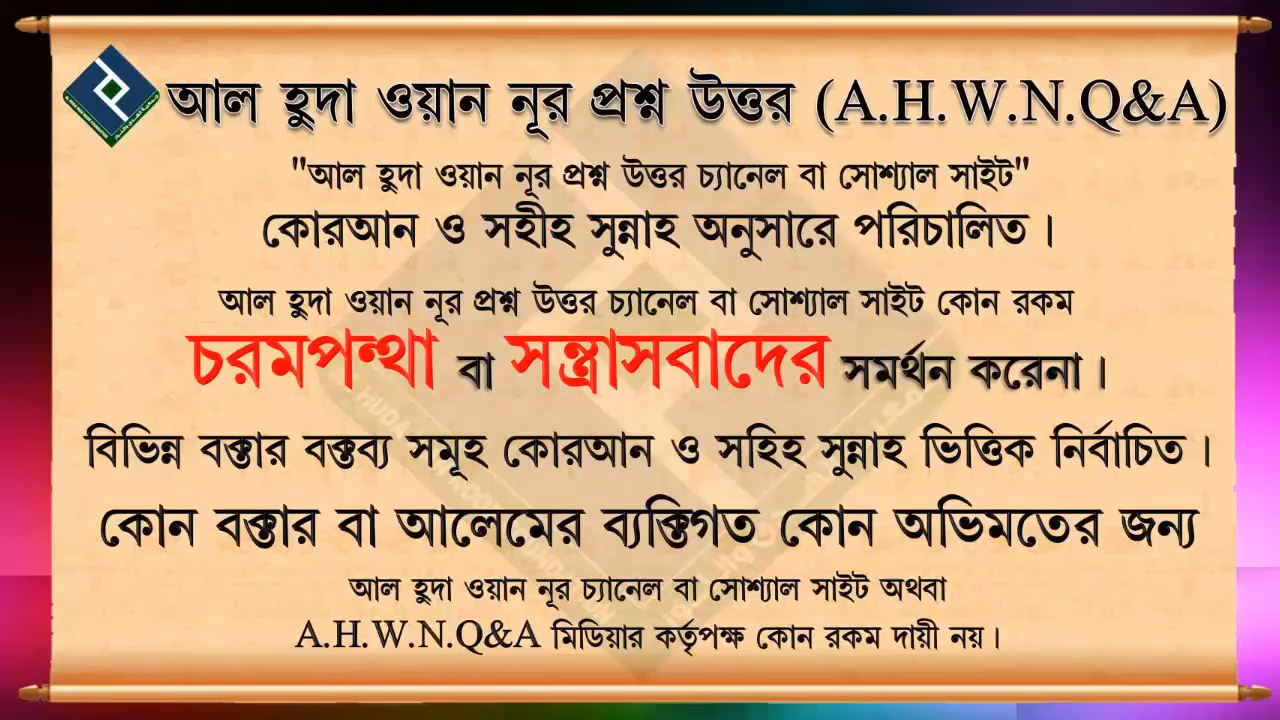 আল হুদা ওয়ান নূর প্রশ্ন উত্তর (A.H.W.N.Q&A)
"আল হুদা ওয়ান নূর প্রশ্ন উত্তর চ্যানেল বা সোশ্যাল সাইট"
কোরআন ও সহীহ সুন্নাহ অনুসারে পরিচালিত।
আল হুদা ওয়ান নূর প্রশ্ন উত্তর চ্যানেল বা সোশ্যাল সাইট কোন রকম
চরমপন্থা বা সন্ত্রাসবাদের সমর্থন করেনা।
বিভিন্ন বক্তার বক্তব্য সমূহ কোরআন ও সহিহ সুন্নাহ ভিত্তিক নির্বাচিত।
কোন বক্তার বা আলেমের ব্যক্তিগত কোন অভিমতের জন্য
আল হুদা ওয়ান নূর চ্যানেল বা সোশ্যাল সাইট অথবা
A.H.W.N.Q&A মিডিয়ার কর্তৃপক্ষ কোন রকম দায়ী নয়।